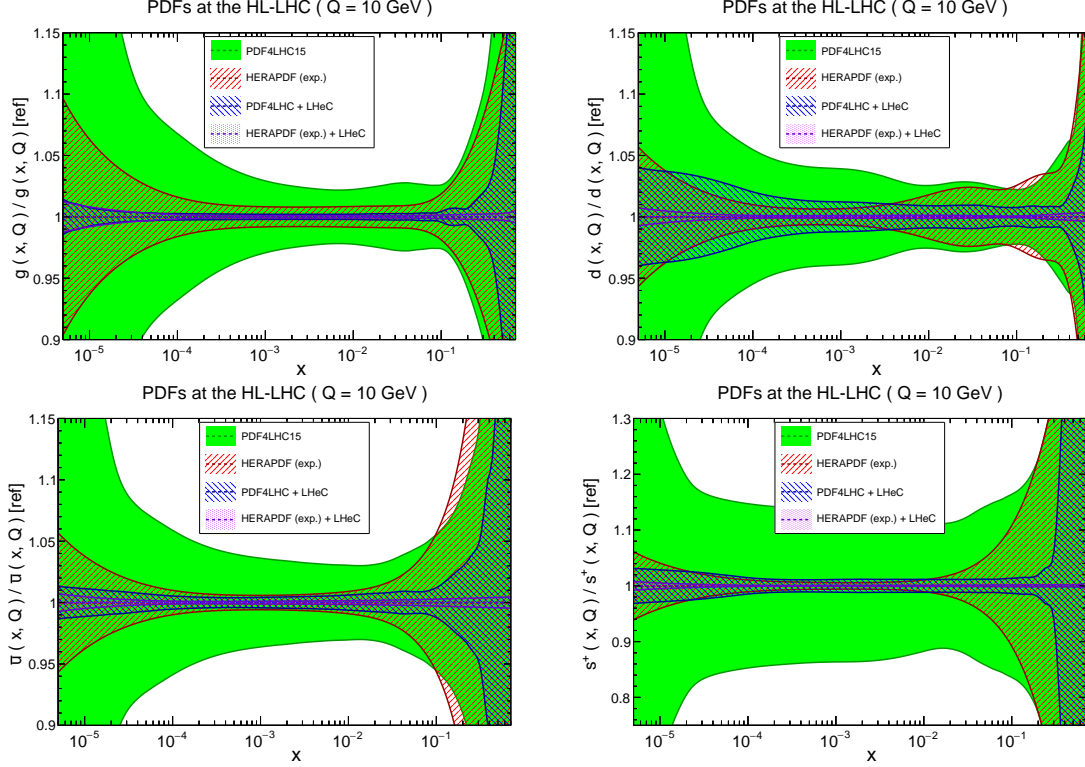 PDFs at the HL-LHC ( Q = 10 GeV )
g ( x, Q ) / g ( x, Q ) [ref]
1.15
1.1
1.05
1
0.95
0.9
PDF4LHC15
HERAPDF (exp.)
PDF4LHC + LHeC
HERAPDF (exp.) + LHeC
10⁻⁵ 10⁻⁴ 10⁻³ 10⁻² 10⁻¹
x
PDFs at the HL-LHC ( Q = 10 GeV )
d ( x, Q ) / d ( x, Q ) [ref]
1.15
1.1
1.05
1
0.95
0.9
PDF4LHC15
HERAPDF (exp.)
PDF4LHC + LHeC
HERAPDF (exp.) + LHeC
10⁻⁵ 10⁻⁴ 10⁻³ 10⁻² 10⁻¹
x
PDFs at the HL-LHC ( Q = 10 GeV )
u̅ ( x, Q ) / u̅ ( x, Q ) [ref]
1.15
1.1
1.05
1
0.95
0.9
PDF4LHC15
HERAPDF (exp.)
PDF4LHC + LHeC
HERAPDF (exp.) + LHeC
10⁻⁵ 10⁻⁴ 10⁻³ 10⁻² 10⁻¹
x
PDFs at the HL-LHC ( Q = 10 GeV )
s⁺ ( x, Q ) / s⁺ ( x, Q ) [ref]
1.3
1.2
1.1
1
0.9
0.8
PDF4LHC15
HERAPDF (exp.)
PDF4LHC + LHeC
HERAPDF (exp.) + LHeC
10⁻⁵ 10⁻⁴ 10⁻³ 10⁻² 10⁻¹
x